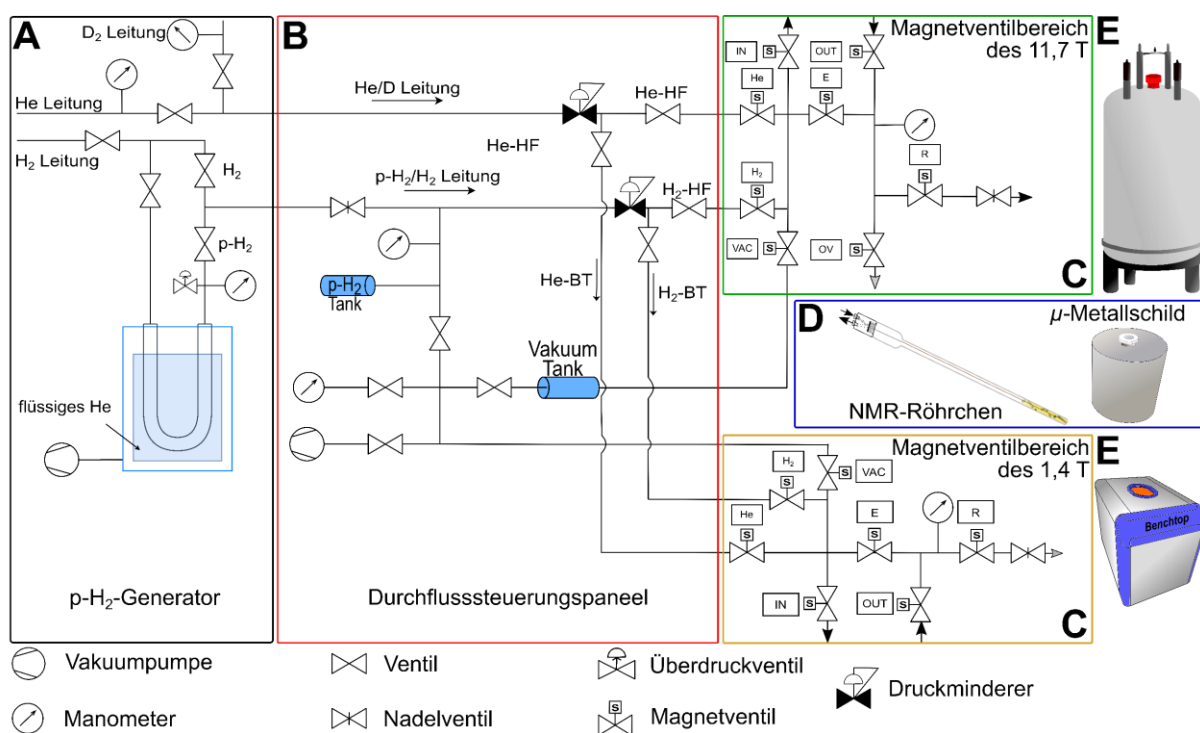 A
D₂ Leitung
He Leitung
H₂ Leitung
H₂
p-H₂
flüssiges He
p-H₂-Generator
B
He/D Leitung
He-HF
He-HF
p-H₂/H₂ Leitung
H₂-HF
p-H₂
Tank
He-BT
H₂-BT
Vakuum
Tank
Durchflusssteuerungspaneel
Magnetventilbereich
des 11,7 T
IN
S
OUT
S
He
S
E
S
R
S
H₂
S
VAC
S
OV
S
C
E
D
NMR-Röhrchen
µ-Metallschild
Magnetventilbereich
des 1,4 T
H₂
S
VAC
S
He
S
E
S
R
S
IN
S
OUT
S
C
E
Benchtop
Vakuumpumpe
Ventil
Überdruckventil
Druckminderer
Manometer
Nadelventil
S
Magnetventil